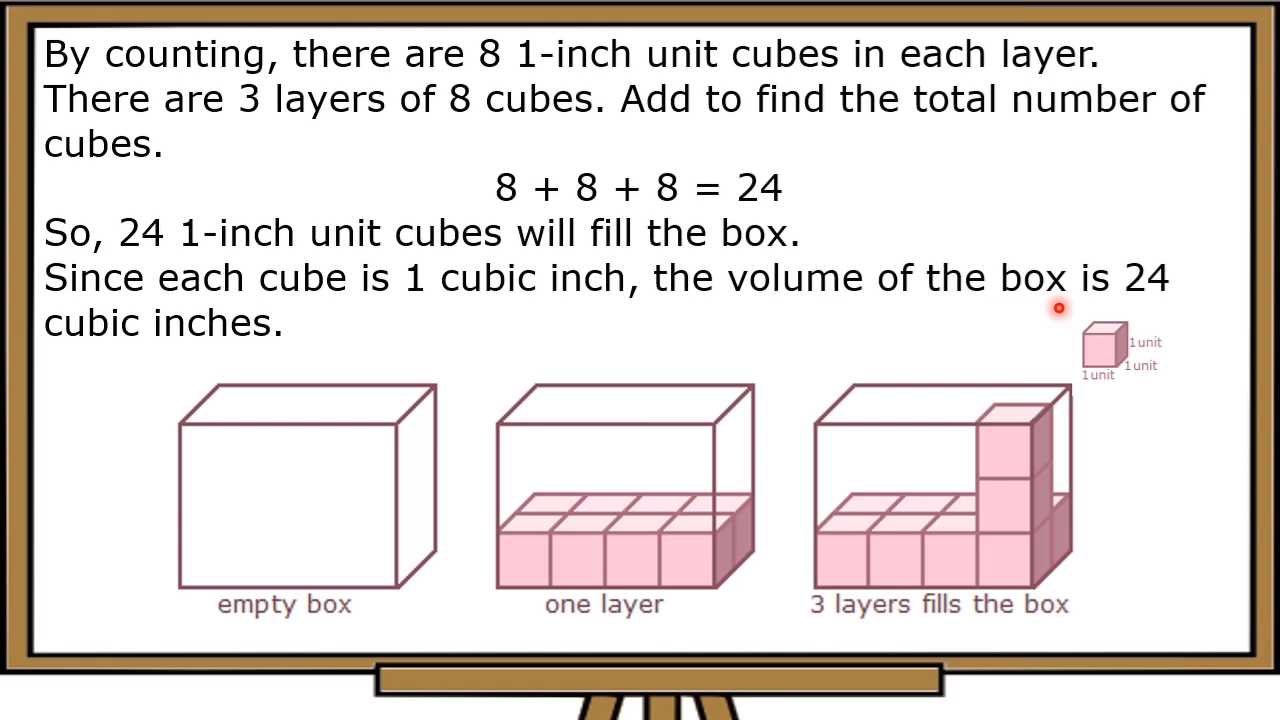 By counting, there are 8 1-inch unit cubes in each layer.
There are 3 layers of 8 cubes. Add to find the total number of
cubes.
8 + 8 + 8 = 24
So, 24 1-inch unit cubes will fill the box.
Since each cube is 1 cubic inch, the volume of the box is 24
cubic inches.
1 unit
1 unit
1 unit
empty box
one layer
3 layers fills the box